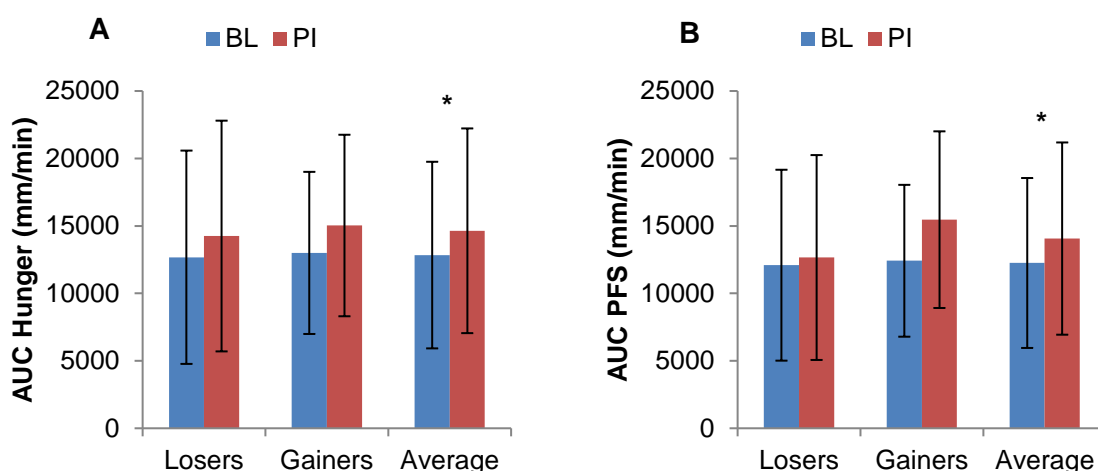 A
BL PI
AUC Hunger (mm/min)
25000
20000
15000
10000
5000
0
*
Losers Gainers Average
B
BL PI
AUC PFS (mm/min)
25000
20000
15000
10000
5000
0
*
Losers Gainers Average